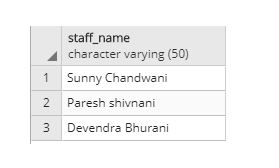 staff_name
character varying (50)
1 Sunny Chandwani
2 Paresh shivnani
3 Devendra Bhurani